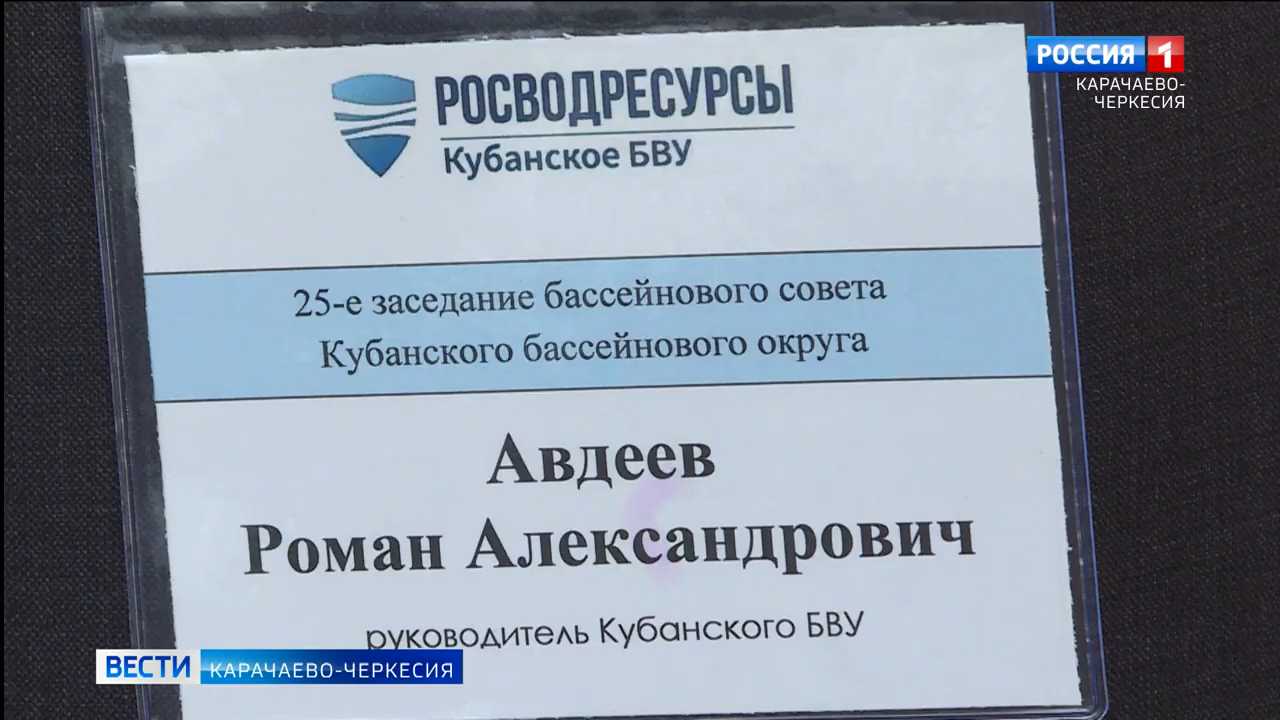 РОССИЯ 1
КАРАЧАЕВО-
ЧЕРКЕСИЯ
РОСВОДРЕСУРСЫ
Кубанское БВУ
25-е заседание бассейнового совета
Кубанского бассейнового округа
Авдеев
Роман Александрович
руководитель Кубанского БВУ
ВЕСТИ КАРАЧАЕВО-ЧЕРКЕСИЯ